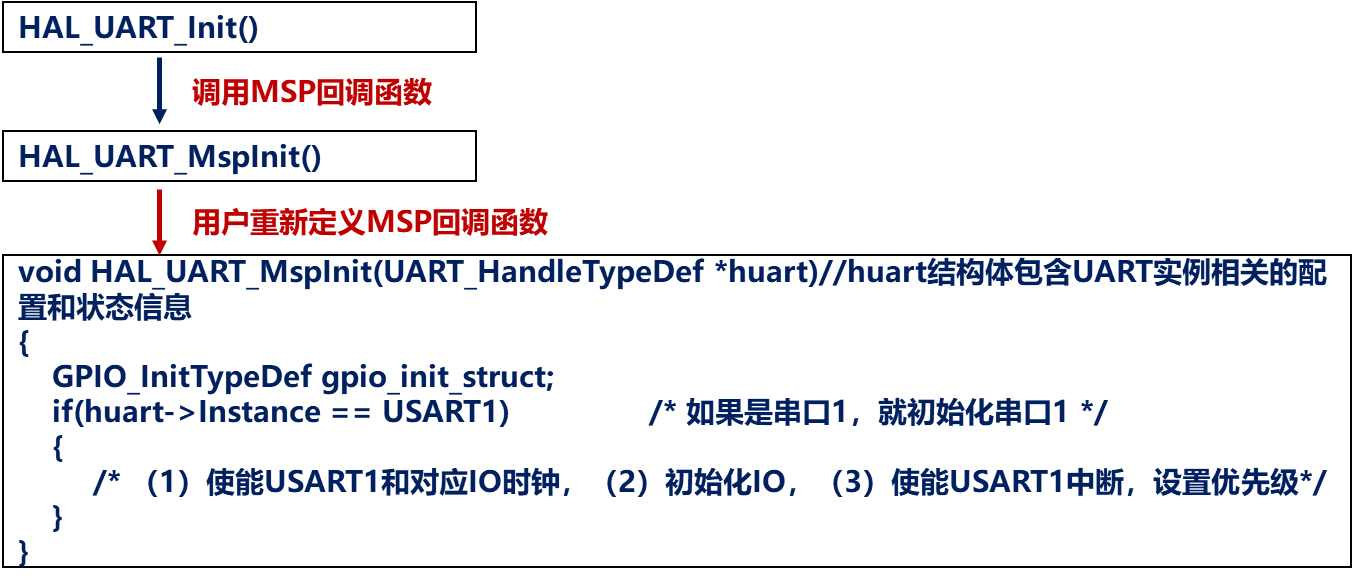 HAL_UART_Init()
调用MSP回调函数
HAL_UART_MspInit()
用户重新定义MSP回调函数
void HAL_UART_MspInit(UART_HandleTypeDef *huart)//huart结构体包含UART实例相关的配
置和状态信息
{
GPIO_InitTypeDef gpio_init_struct;
if(huart->Instance == USART1) /* 如果是串口1，就初始化串口1 */
{
/* （1）使能USART1和对应IO时钟，（2）初始化IO，（3）使能USART1中断，设置优先级*/
}
}